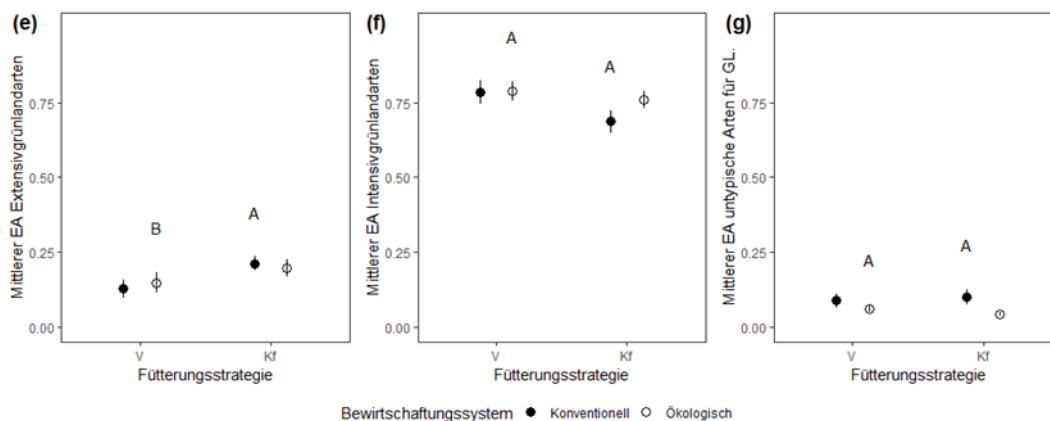 (e)
Mittlerer EA Extensivgrünlandarten
0.75
0.50
0.25
0.00
B
A
V
Kf
Fütterungsstrategie
(f)
Mittlerer EA Intensivgrünlandarten
0.75
0.50
0.25
0.00
A
A
V
Kf
Fütterungsstrategie
(g)
Mittlerer EA untypische Arten für GL.
0.75
0.50
0.25
0.00
A
A
V
Kf
Fütterungsstrategie
Bewirtschaftungssystem Konventionell Ökologisch